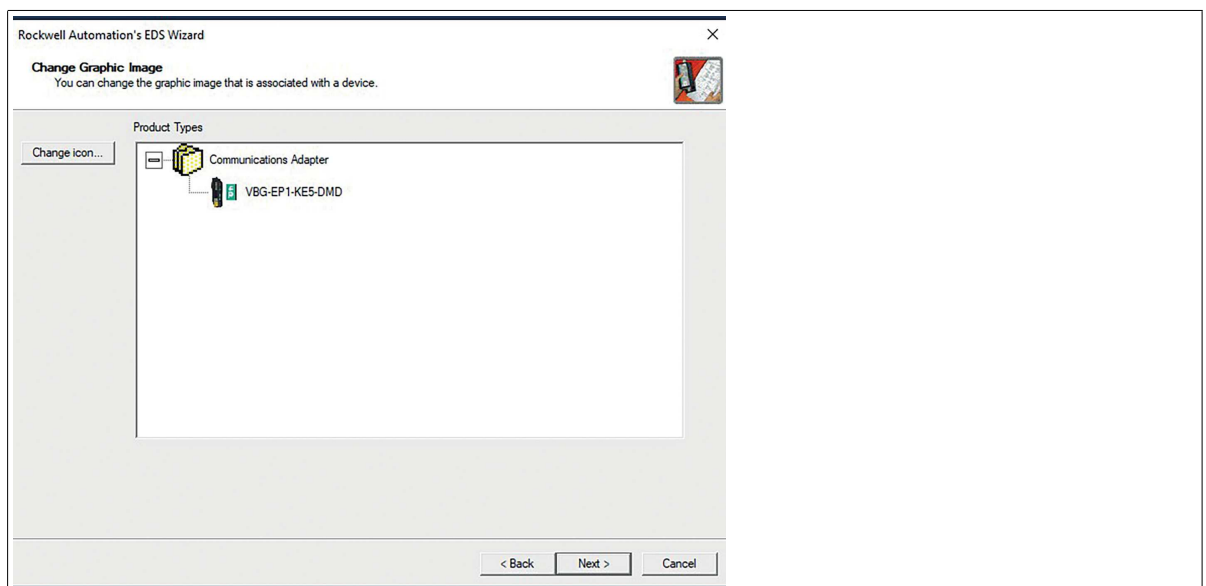 Rockwell Automation's EDS Wizard
Change Graphic Image
You can change the graphic image that is associated with a device.
Product Types
Change icon...
Communications Adapter
VBG-EP1-KE5-DMD
< Back Next > Cancel